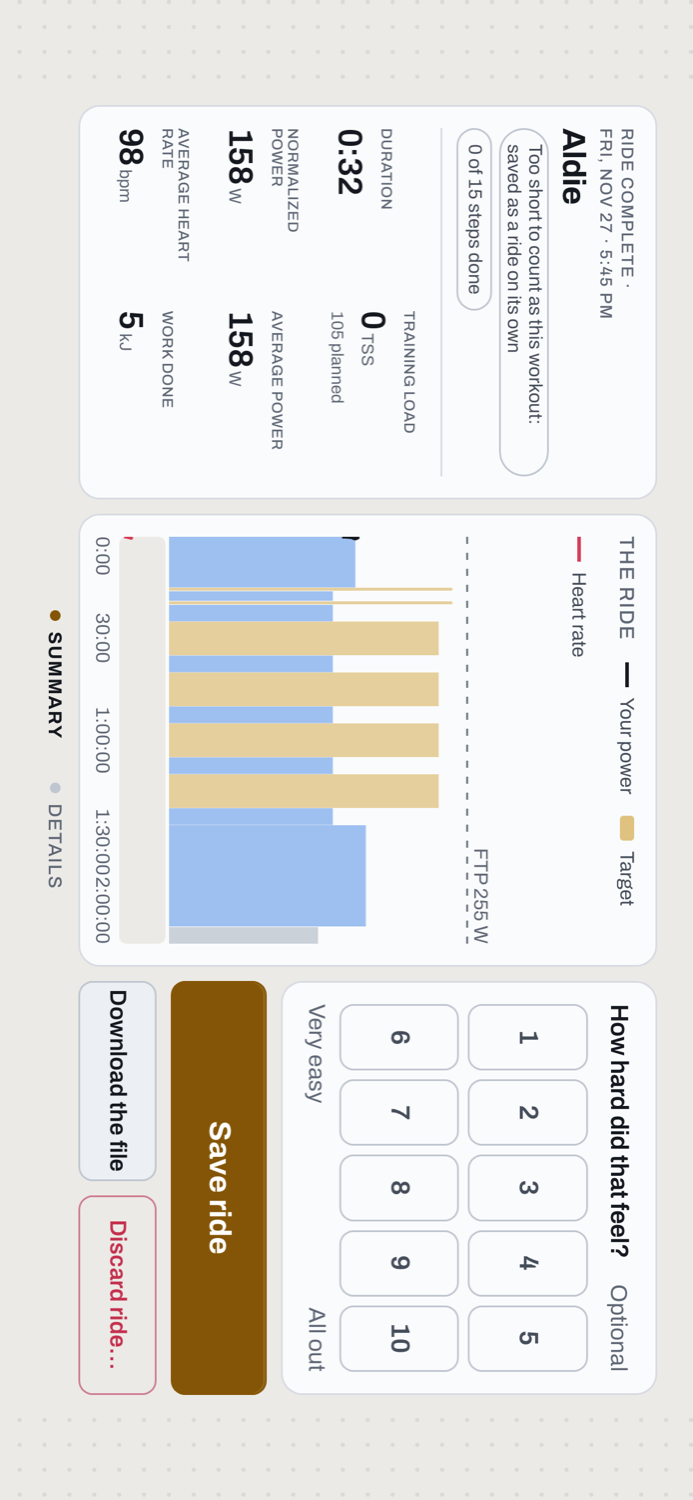 RIDE COMPLETE ·
FRI, NOV 27 · 5:45 PM
Aldie
Too short to count as this workout:
saved as a ride on its own
0 of 15 steps done
DURATION
0:32
TRAINING LOAD
0 TSS
105 planned
NORMALIZED
POWER
158 W
AVERAGE POWER
158 W
AVERAGE HEART
RATE
98 bpm
WORK DONE
5 kJ
THE RIDE
Your power
Target
Heart rate
FTP 255 W
0:00
30:00
1:00:00
1:30:00
2:00:00
How hard did that feel? Optional
1 2 3 4 5
6 7 8 9 10
Very easy All out
Save ride
Download the file
Discard ride…
SUMMARY
DETAILS